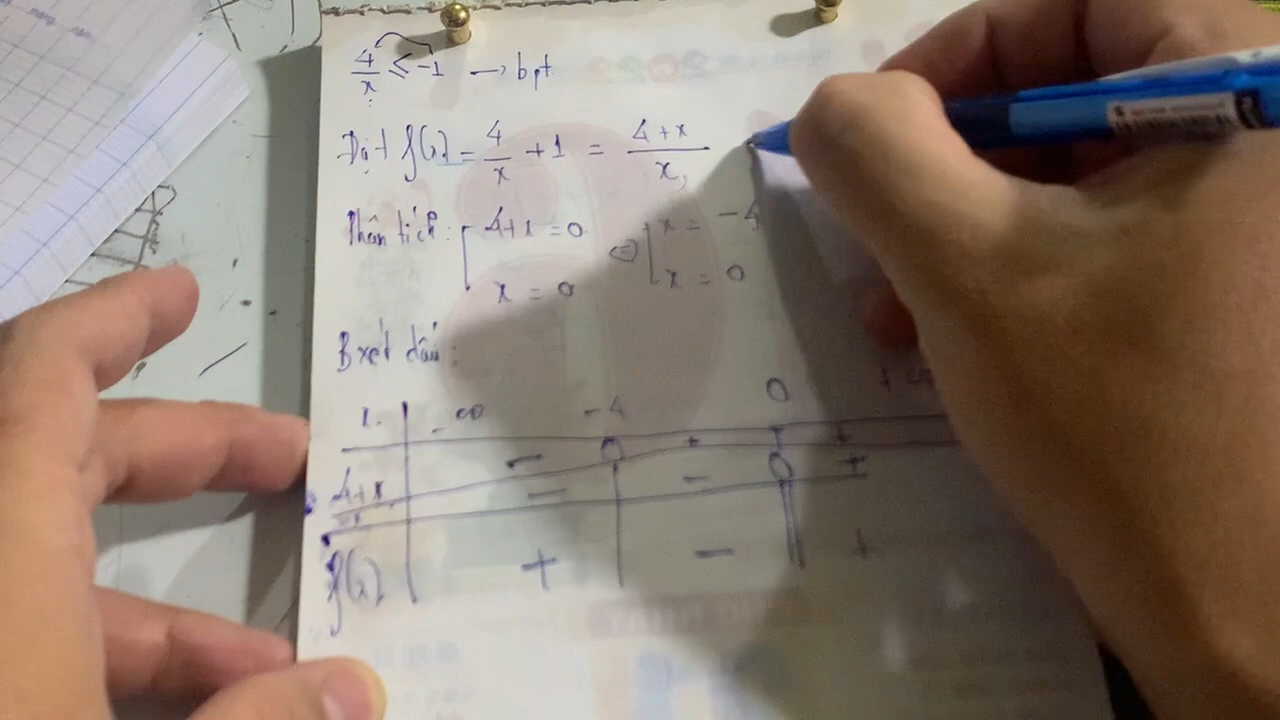 4/x ≤ -1 → bpt
Đặt f(x) = 4/x + 1 = (4+x)/x
Phân tích: [ 4+x = 0 ⇔ [ x = -4
x = 0 x = 0
B xét dấu:
x -∞ -4 0
4+x - 0 + +
x - - 0 +
f(x) + - +